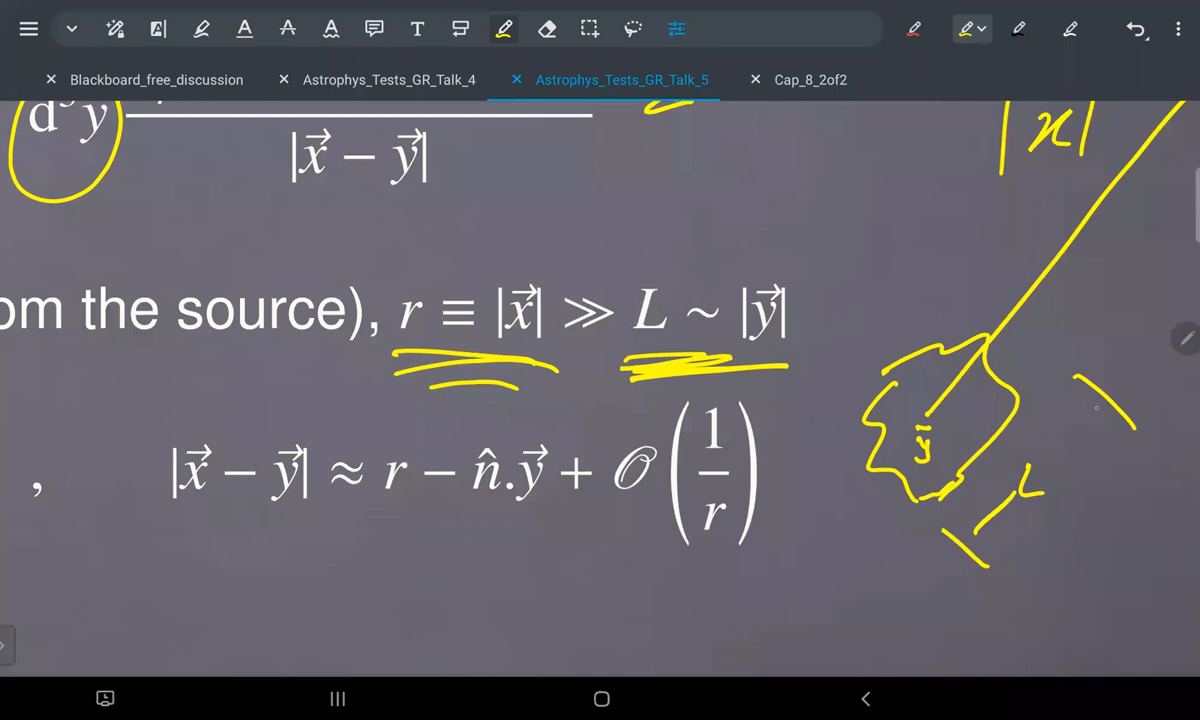 Blackboard_free_discussion Astrophys_Tests_GR_Talk_4 Astrophys_Tests_GR_Talk_5 Cap_8_2of2
d³y
|x⃗ − y⃗|
|x|
om the source), r ≡ |x⃗| ≫ L ~ |y⃗|
, |x⃗ − y⃗| ≈ r − n̂.y⃗ + 𝒪(1/r)
ȳ
L